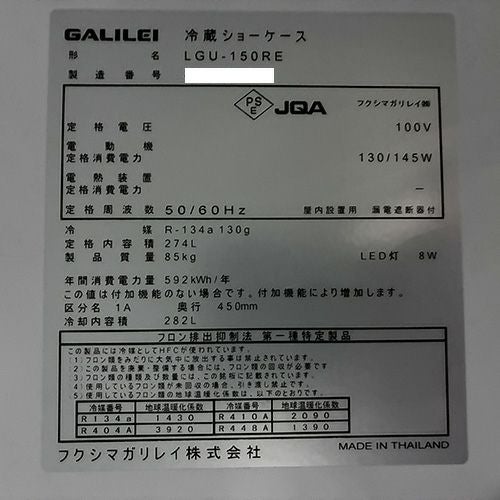 GALILEI 冷蔵ショーケース
形 名 LGU-150RE
製造番号
PSE JQA フクシマガリレイ㈱
定格電圧 100V
電動機
定格消費電力 130/145W
電熱装置
定格消費電力 －
定格周波数 50/60Hz 屋内設置用 漏電遮断器付
冷 媒 R-134a 130g
定格内容積 274L
製品質量 85kg LED灯 8W
年間消費電力量 592kWh/年
この値は付加機能のない場合です。付加機能により増加します。
区分名 1A 奥行 450mm
冷却内容積 282L
フロン排出抑制法 第一種特定製品
この製品には冷媒としてHFCが使われています。
(1) フロン類をみだりに大気中に放出する事は禁止されています。
(2) この製品を廃棄・整備する場合には、フロン類の回収が必要です。
(3) フロン類の種類及び数量には、この銘板に記載されています。
(4) 使用しているフロン類が未回収の場合、引き渡し禁止です。
(5) 使用しているフロン類の地球温暖化係数は、以下のとおりです。
冷媒番号 地球温暖化係数 冷媒番号 地球温暖化係数
R134a 1430 R410A 2090
R404A 3920 R448A 1390
フクシマガリレイ株式会社 MADE IN THAILAND